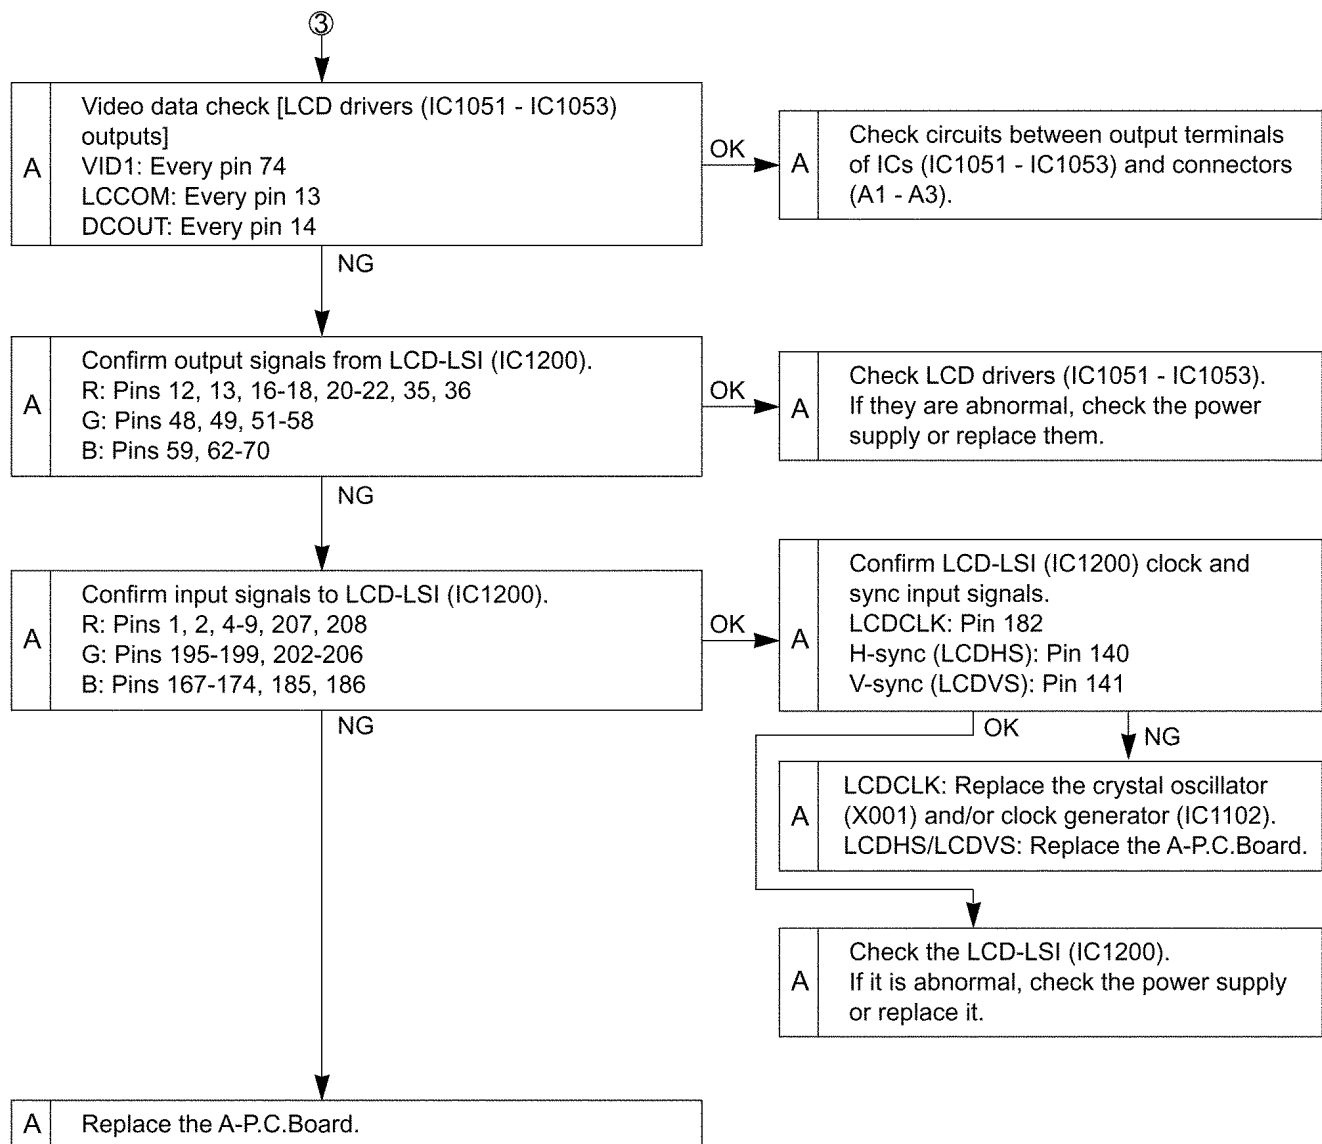 ③
A
Video data check [LCD drivers (IC1051 - IC1053)
outputs]
VID1: Every pin 74
LCCOM: Every pin 13
DCOUT: Every pin 14
OK
A
Check circuits between output terminals
of ICs (IC1051 - IC1053) and connectors
(A1 - A3).
NG
A
Confirm output signals from LCD-LSI (IC1200).
R: Pins 12, 13, 16-18, 20-22, 35, 36
G: Pins 48, 49, 51-58
B: Pins 59, 62-70
OK
A
Check LCD drivers (IC1051 - IC1053).
If they are abnormal, check the power
supply or replace them.
NG
A
Confirm input signals to LCD-LSI (IC1200).
R: Pins 1, 2, 4-9, 207, 208
G: Pins 195-199, 202-206
B: Pins 167-174, 185, 186
OK
A
Confirm LCD-LSI (IC1200) clock and
sync input signals.
LCDCLK: Pin 182
H-sync (LCDHS): Pin 140
V-sync (LCDVS): Pin 141
NG
OK
NG
A
LCDCLK: Replace the crystal oscillator
(X001) and/or clock generator (IC1102).
LCDHS/LCDVS: Replace the A-P.C.Board.
A
Check the LCD-LSI (IC1200).
If it is abnormal, check the power supply
or replace it.
A
Replace the A-P.C.Board.